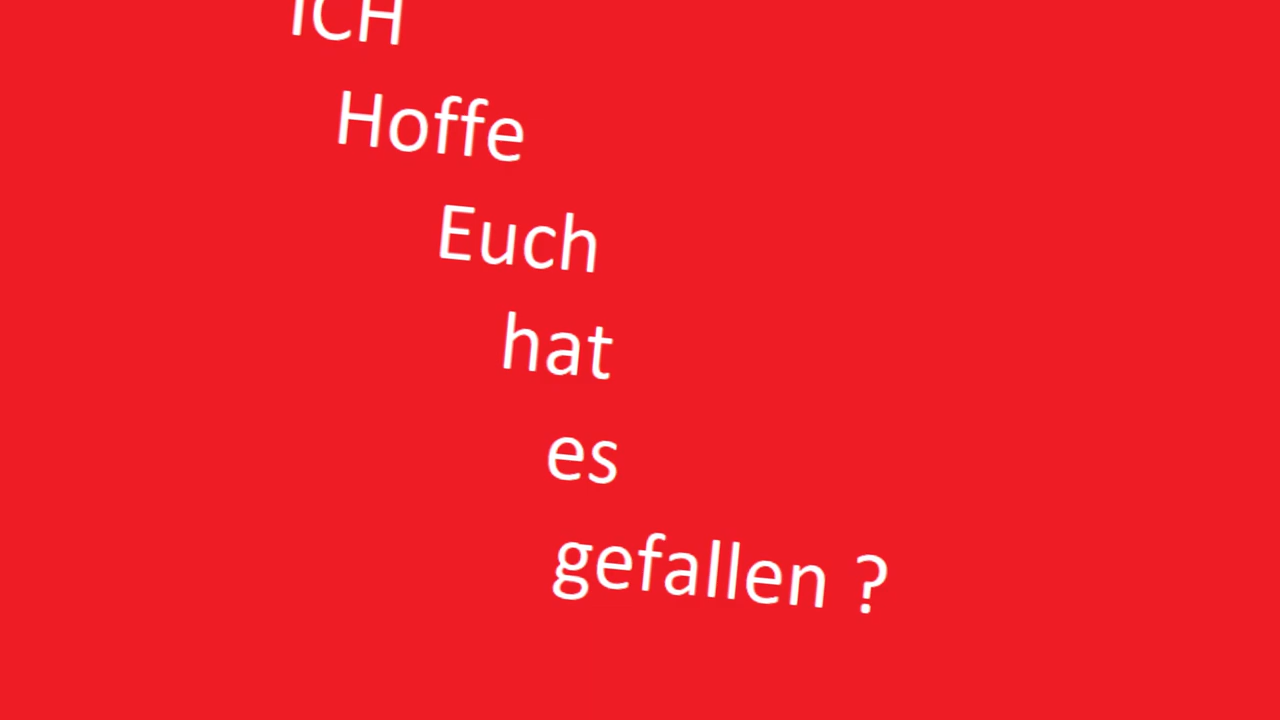 ICH
Hoffe
Euch
hat
es
gefallen ?